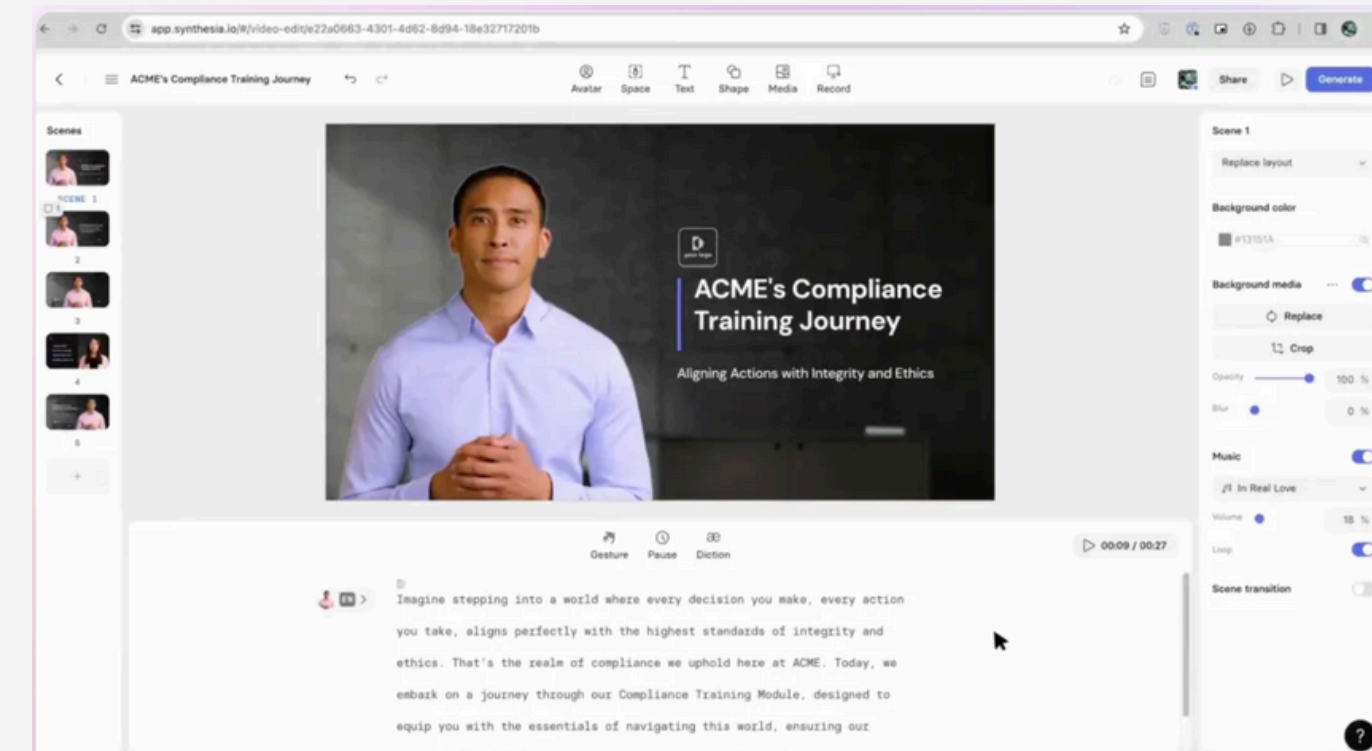 app.synthesia.io/#/video-edit/e22a0663-4301-4d62-8d94-18e32717201b
ACME's Compliance Training Journey
Avatar
Space
Text
Shape
Media
Record
Share
Generate
Scenes
SCENE 1
1
2
3
4
5
your logo
ACME's Compliance
Training Journey
Aligning Actions with Integrity and Ethics
Scene 1
Replace layout
Background color
#13151A
Background media
Replace
Crop
Opacity
100 %
Blur
0 %
Music
In Real Love
Volume
18 %
Loop
Scene transition
Gesture
Pause
Diction
00:09 / 00:27
EN
Imagine stepping into a world where every decision you make, every action
you take, aligns perfectly with the highest standards of integrity and
ethics. That's the realm of compliance we uphold here at ACME. Today, we
embark on a journey through our Compliance Training Module, designed to
equip you with the essentials of navigating this world, ensuring our
?